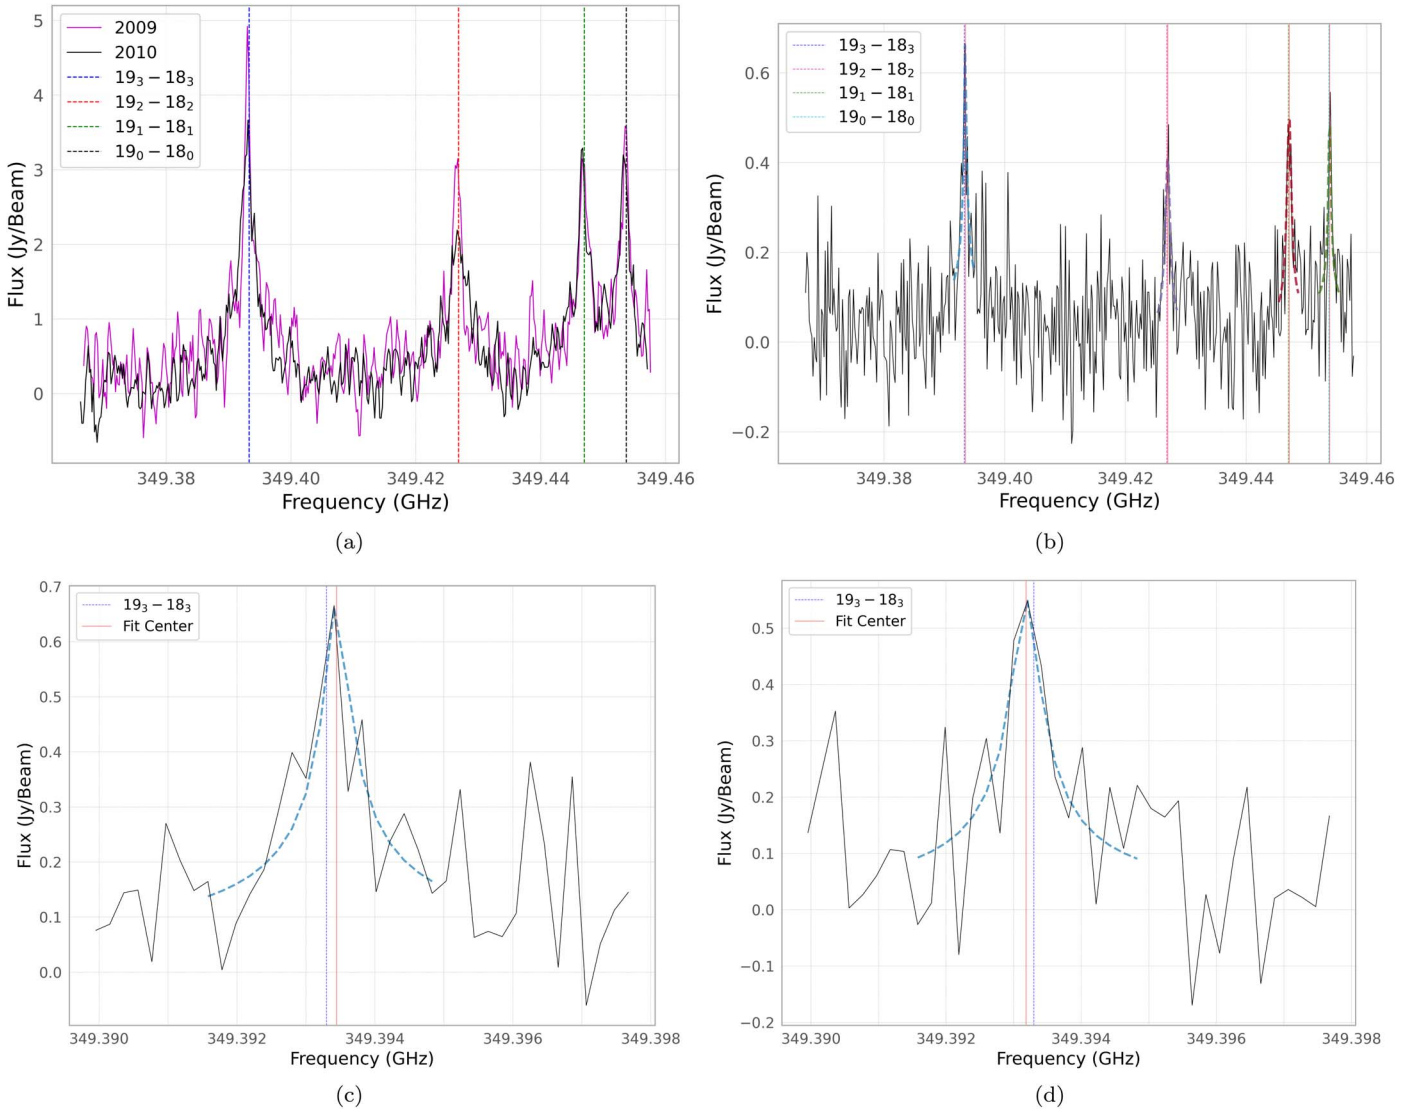 5
4
3
2
1
0
Flux (Jy/Beam)
2009
2010
19₃ − 18₃
19₂ − 18₂
19₁ − 18₁
19₀ − 18₀
349.38 349.40 349.42 349.44 349.46
Frequency (GHz)
(a)
0.6
0.4
0.2
0.0
−0.2
Flux (Jy/Beam)
19₃ − 18₃
19₂ − 18₂
19₁ − 18₁
19₀ − 18₀
349.38 349.40 349.42 349.44 349.46
Frequency (GHz)
(b)
0.7
0.6
0.5
0.4
0.3
0.2
0.1
0.0
Flux (Jy/Beam)
19₃ − 18₃
Fit Center
349.390 349.392 349.394 349.396 349.398
Frequency (GHz)
(c)
0.5
0.4
0.3
0.2
0.1
0.0
−0.1
−0.2
Flux (Jy/Beam)
19₃ − 18₃
Fit Center
349.390 349.392 349.394 349.396 349.398
Frequency (GHz)
(d)